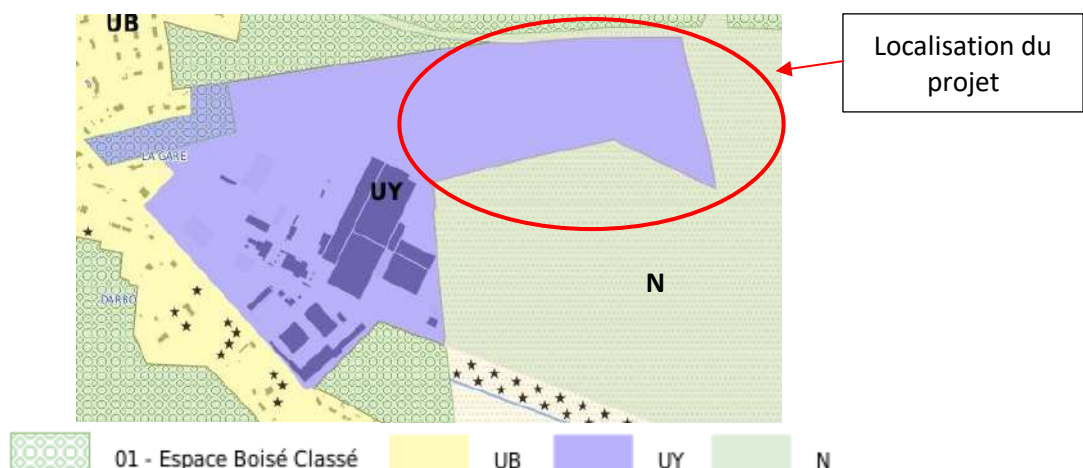 UB
Localisation du
projet
LA GARE
UY
DARBO
N
01 - Espace Boisé Classé
UB
UY
N